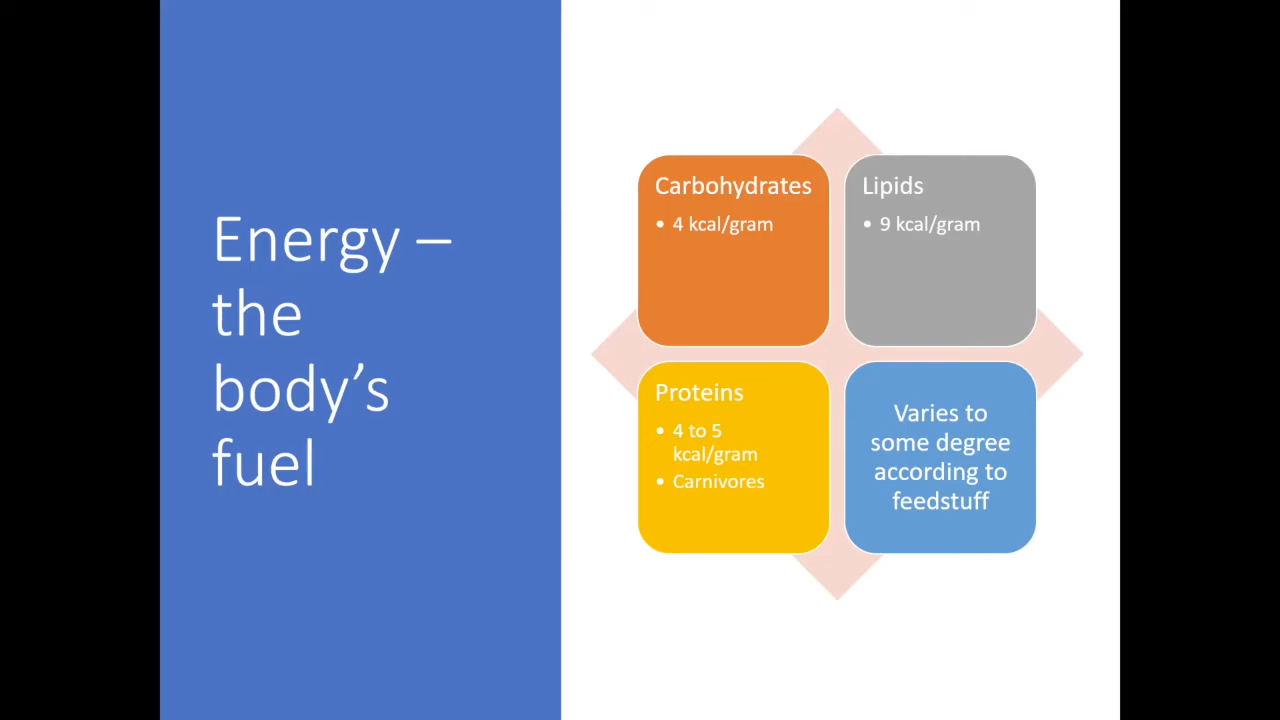 Energy –
the
body’s
fuel
Carbohydrates
• 4 kcal/gram
Lipids
• 9 kcal/gram
Proteins
• 4 to 5
kcal/gram
• Carnivores
Varies to
some degree
according to
feedstuff